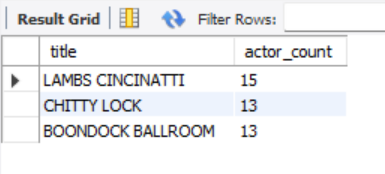 Result Grid Filter Rows:
title actor_count
LAMBS CINCINATTI 15
CHITTY LOCK 13
BOONDOCK BALLROOM 13